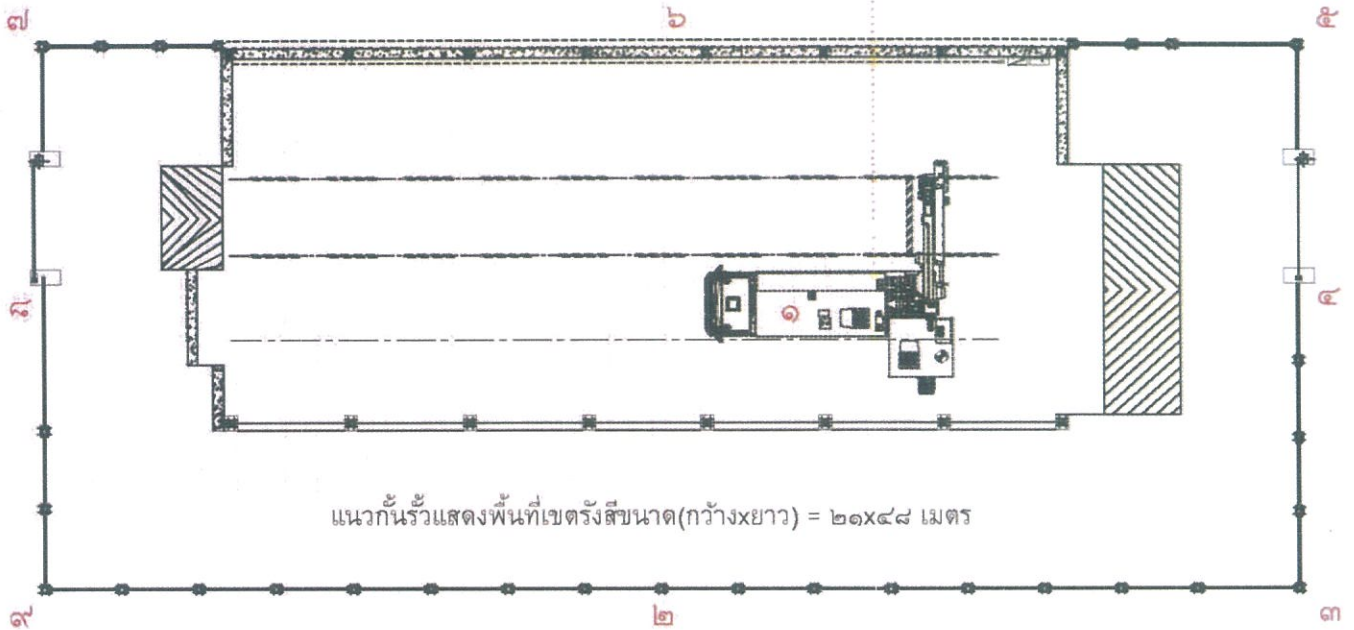 ๗ ๖ ๕
๑
๘ ๔
แนวกั้นรั้วแสดงพื้นที่เขตรังสีขนาด(กว้างxยาว) = ๒๑x๔๘ เมตร
๙ ๒ ๓